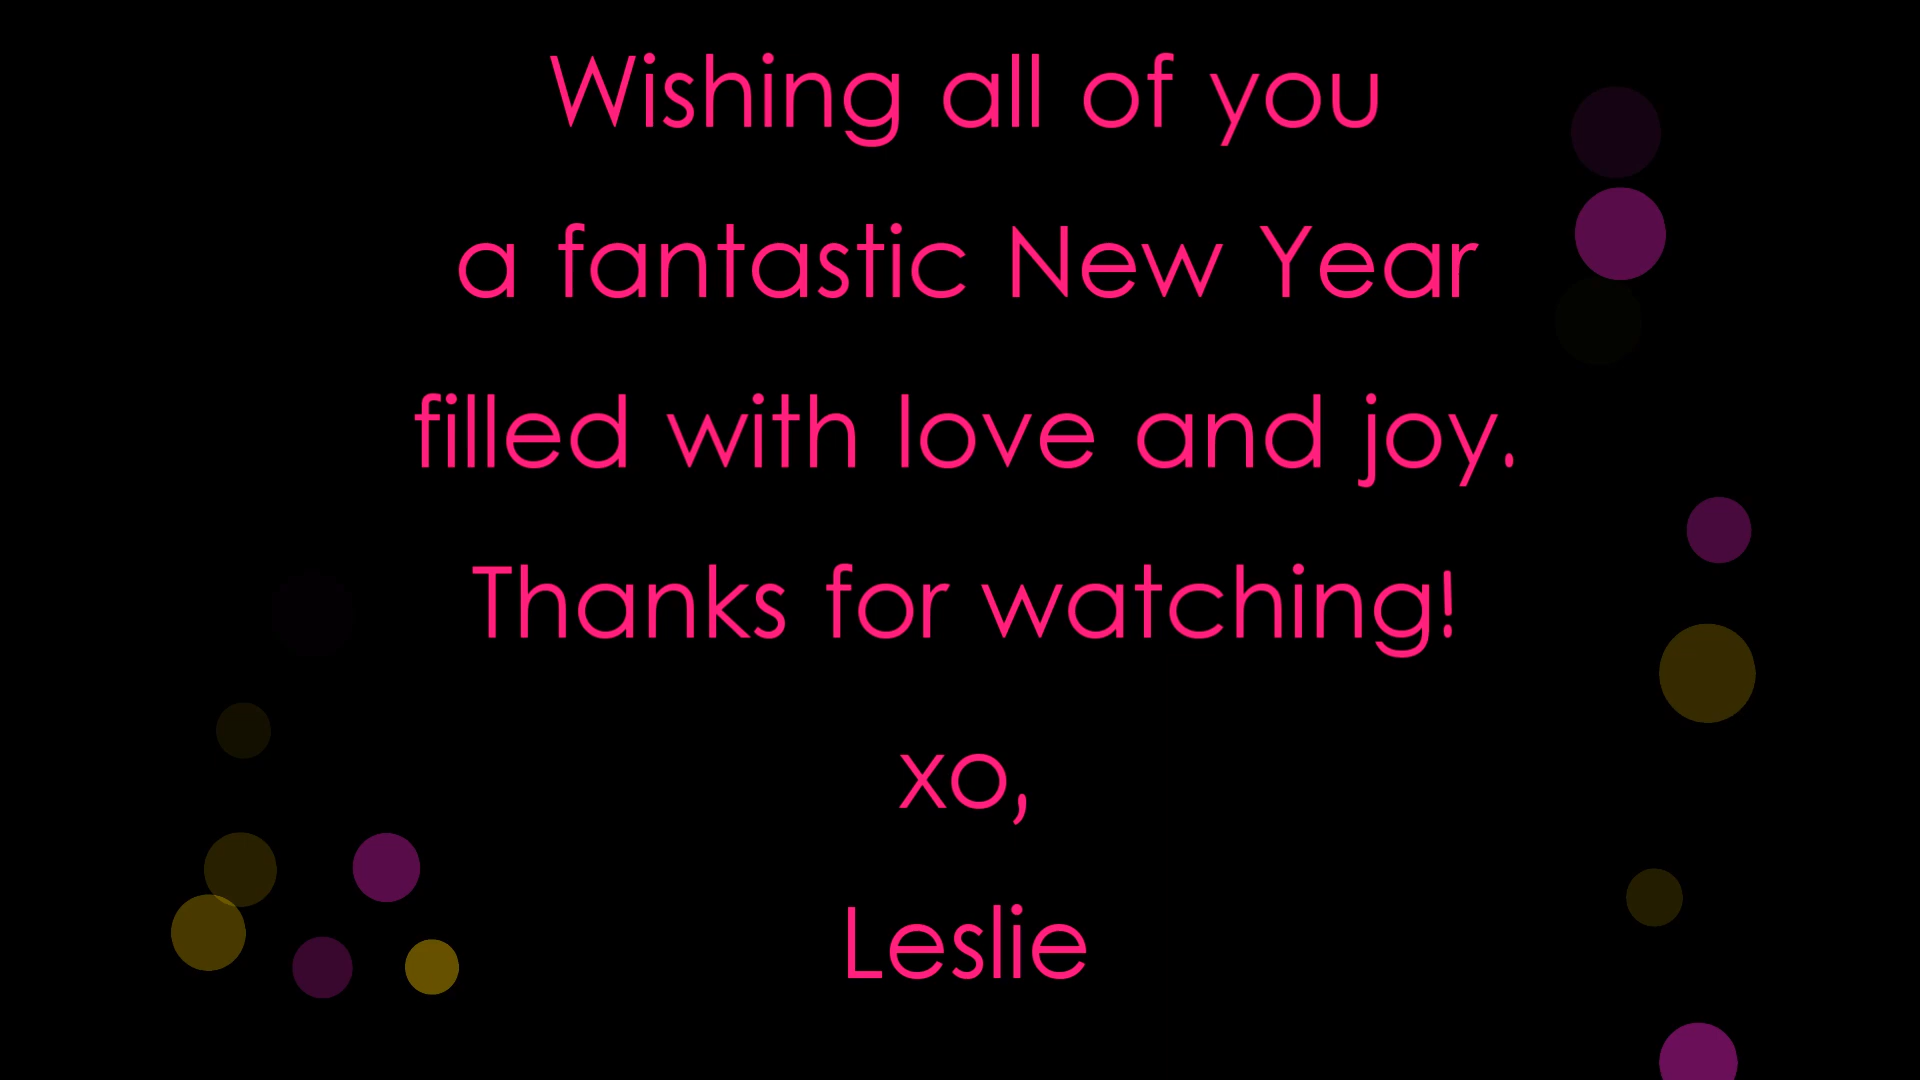 Wishing all of you
a fantastic New Year
filled with love and joy.
Thanks for watching!
xo,
Leslie